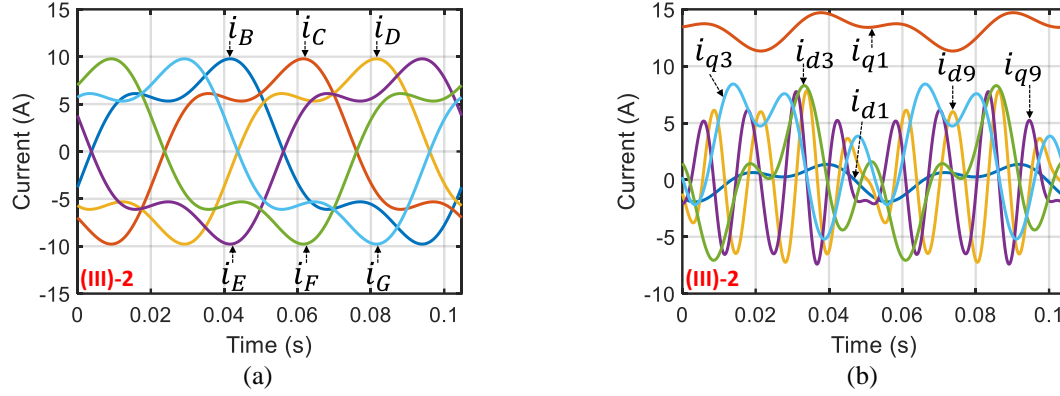 15
10
5
0
-5
-10
-15
Current (A)
i_B
i_C
i_D
i_E
i_F
i_G
(III)-2
0
0.02
0.04
0.06
0.08
0.1
Time (s)
(a)
15
10
5
0
-5
-10
Current (A)
i_q3
i_d3
i_q1
i_d9
i_q9
i_d1
(III)-2
0
0.02
0.04
0.06
0.08
0.1
Time (s)
(b)